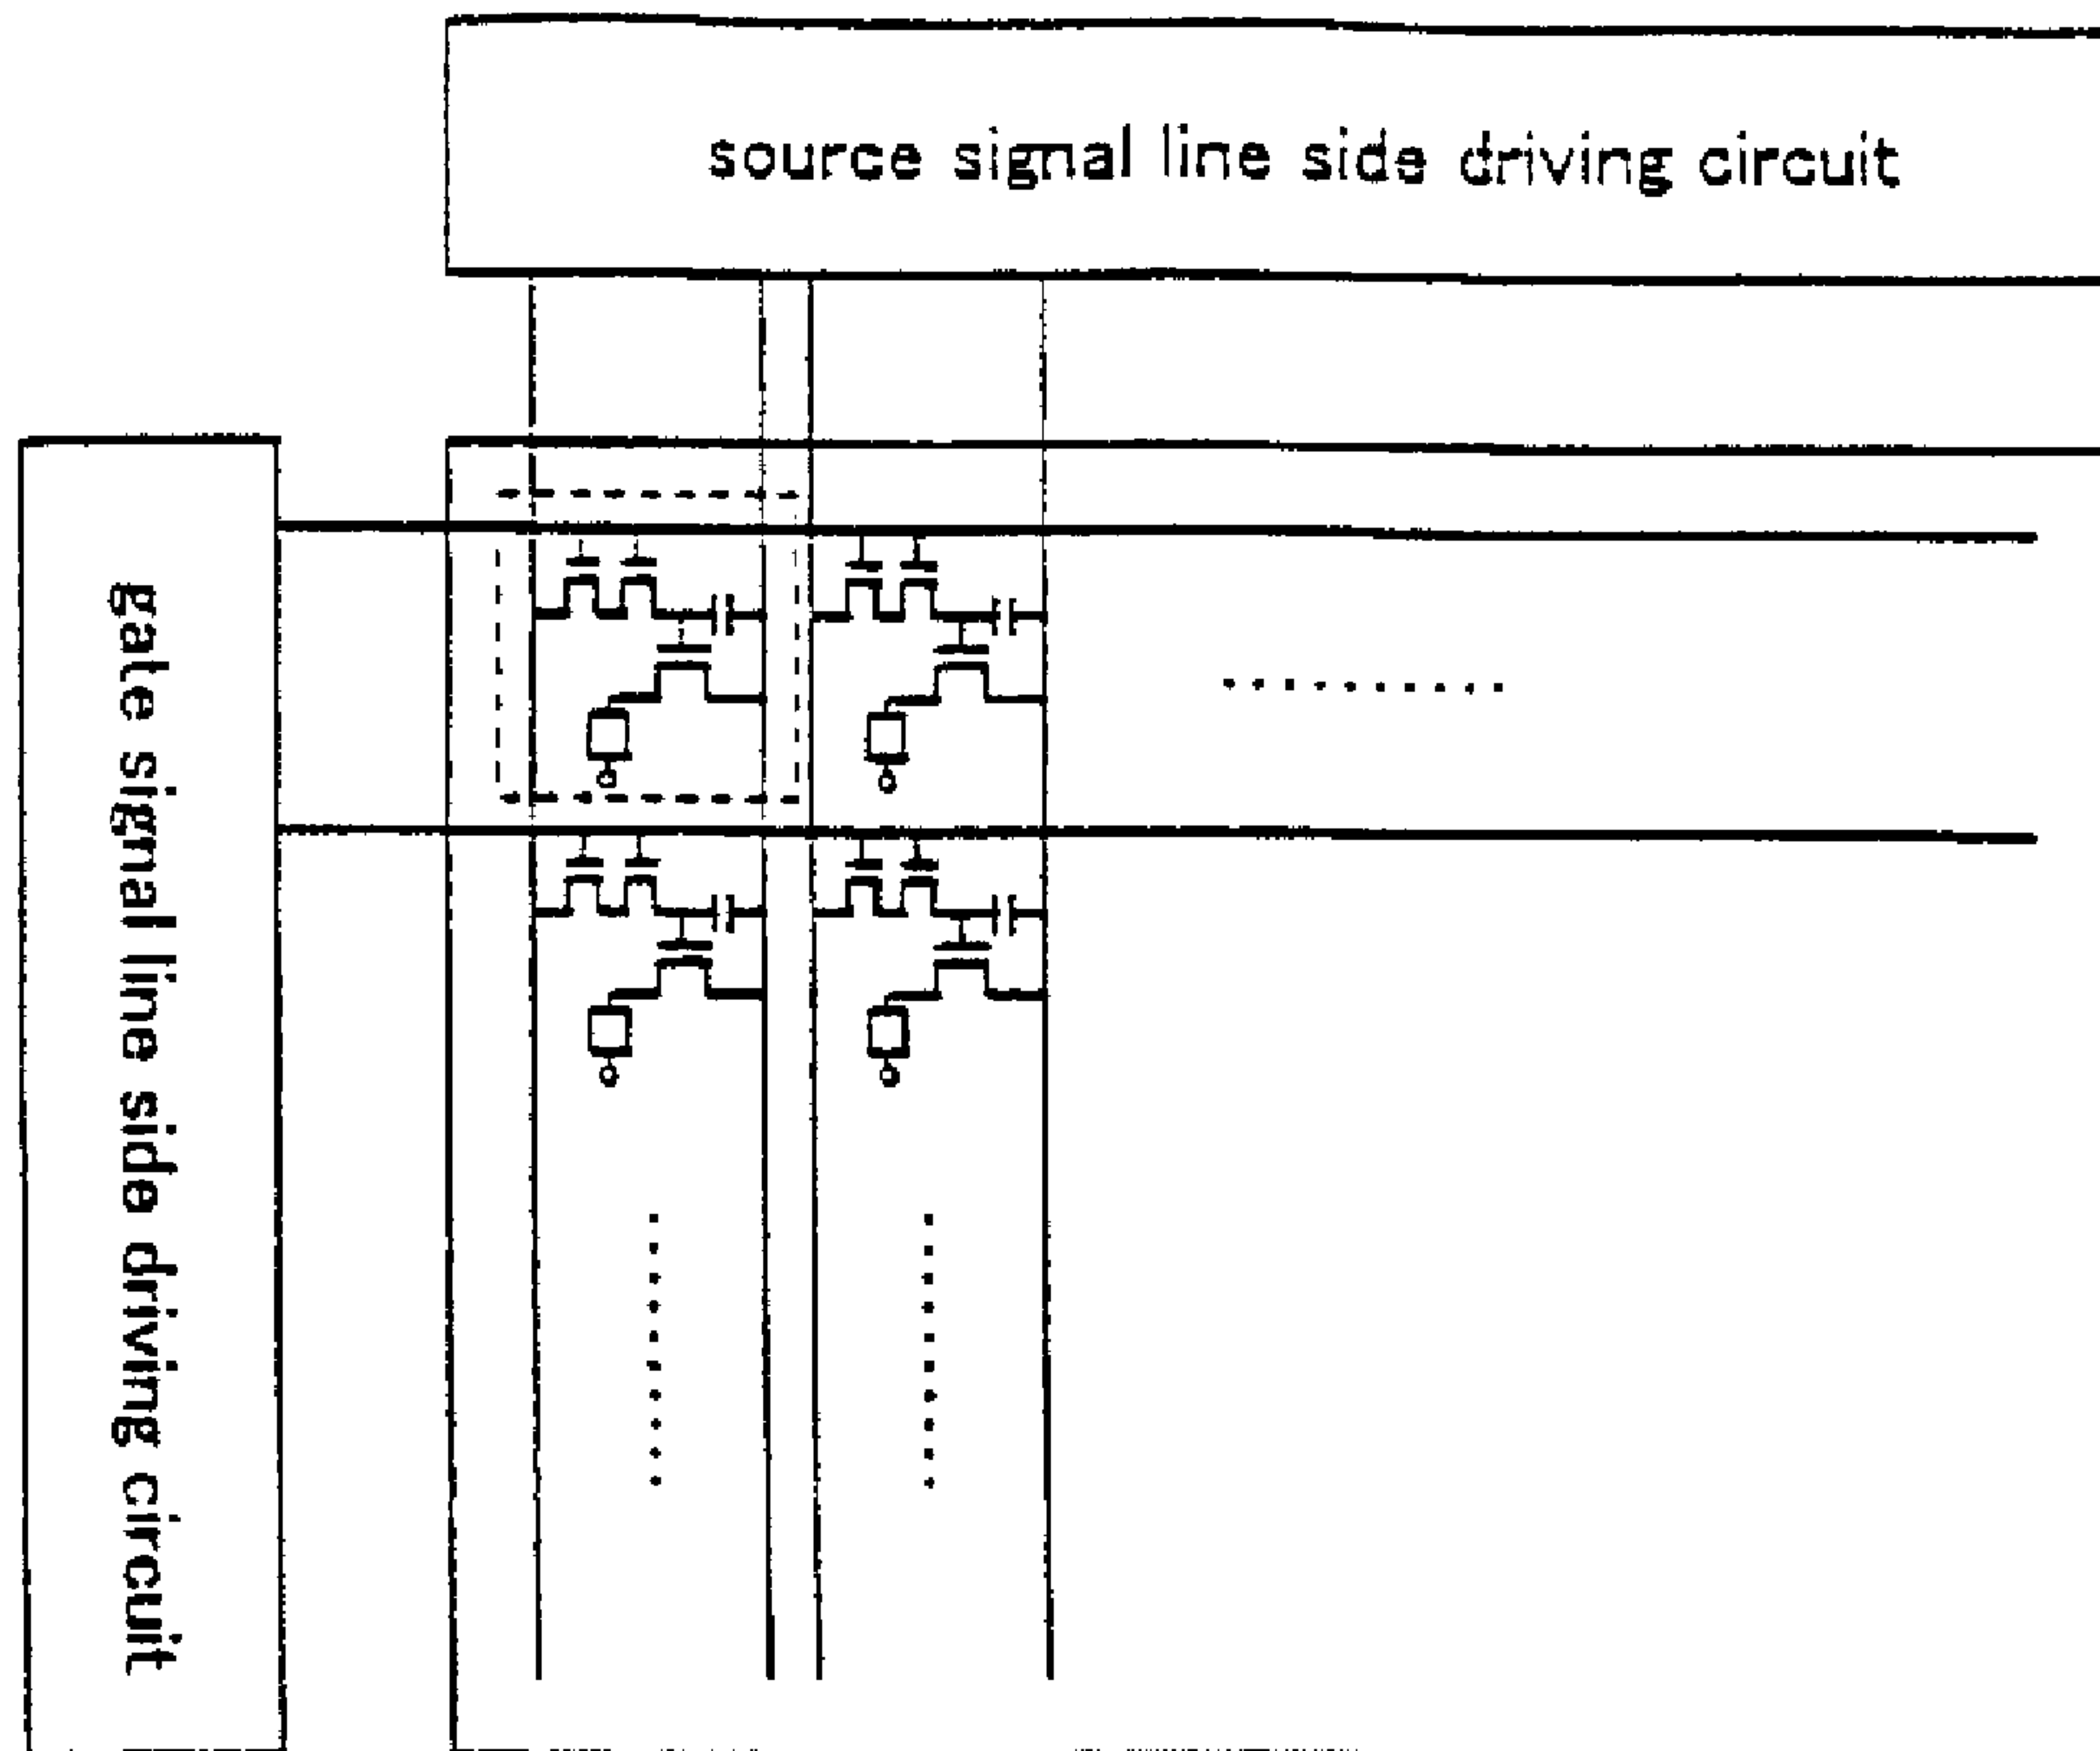 source signal line side driving circuit
gate signal line side driving circuit